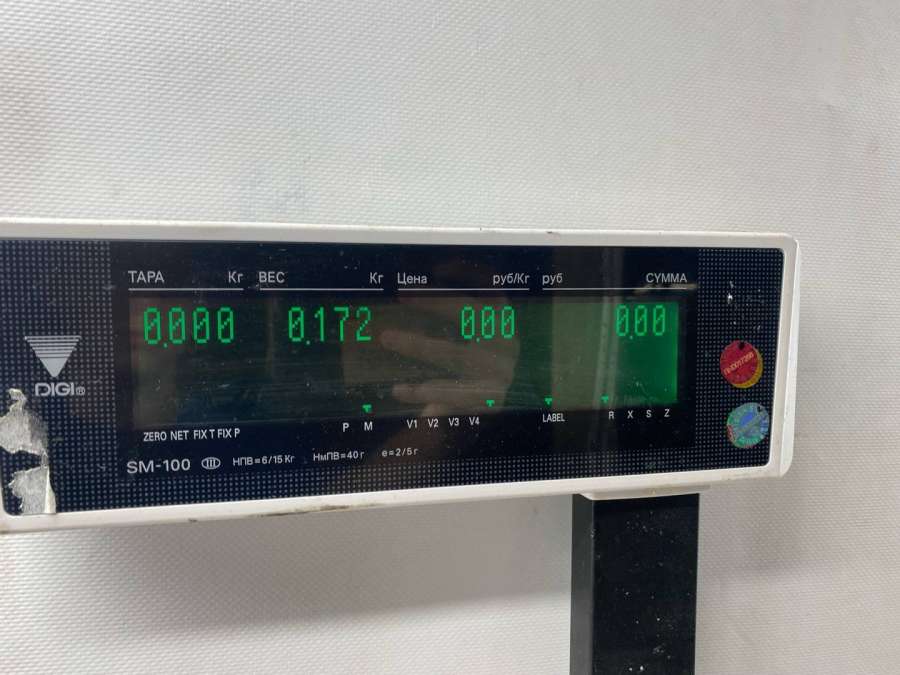 ТАРА Кг ВЕС Кг Цена руб/Кг руб СУММА
0.000 0.172 0.00 0.00
DIGI®
P M V1 V2 V3 V4 LABEL R X S Z
ZERO NET FIX T FIX P
SM-100 III НПВ=6/15 Кг НмПВ=40 г e=2/5 г